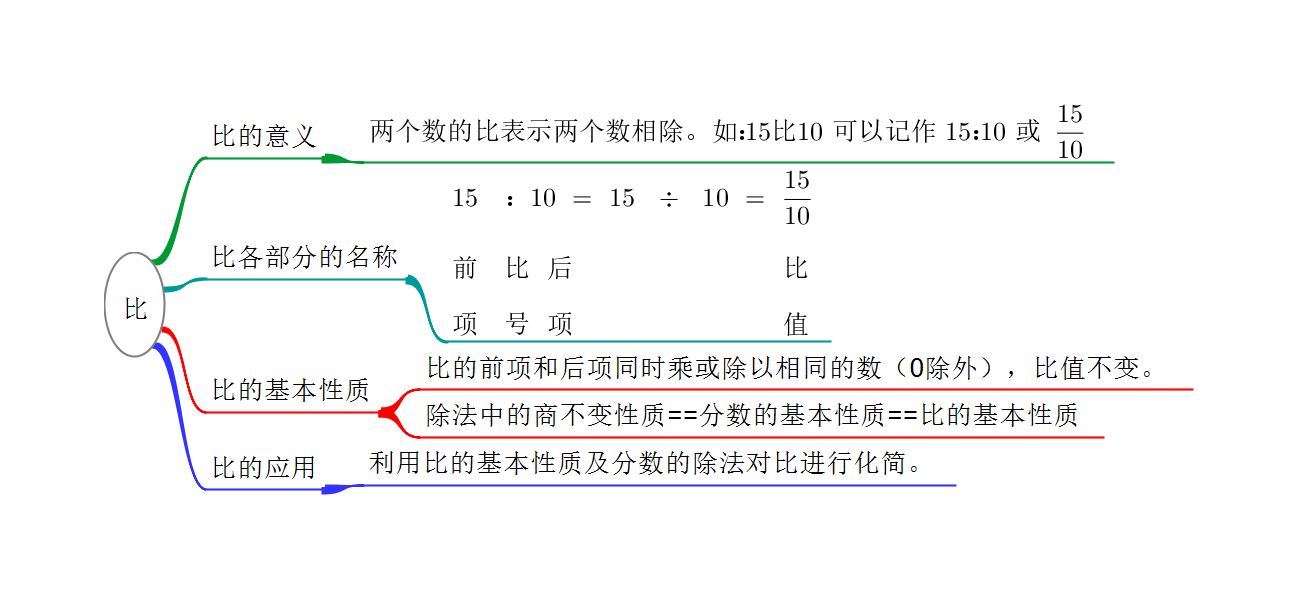 比
比的意义
两个数的比表示两个数相除。如:15比10 可以记作 15:10 或 15/10
比各部分的名称
15 : 10 = 15 ÷ 10 = 15/10
前 比 后 比
项 号 项 值
比的基本性质
比的前项和后项同时乘或除以相同的数（0除外），比值不变。
除法中的商不变性质==分数的基本性质==比的基本性质
比的应用
利用比的基本性质及分数的除法对比进行化简。